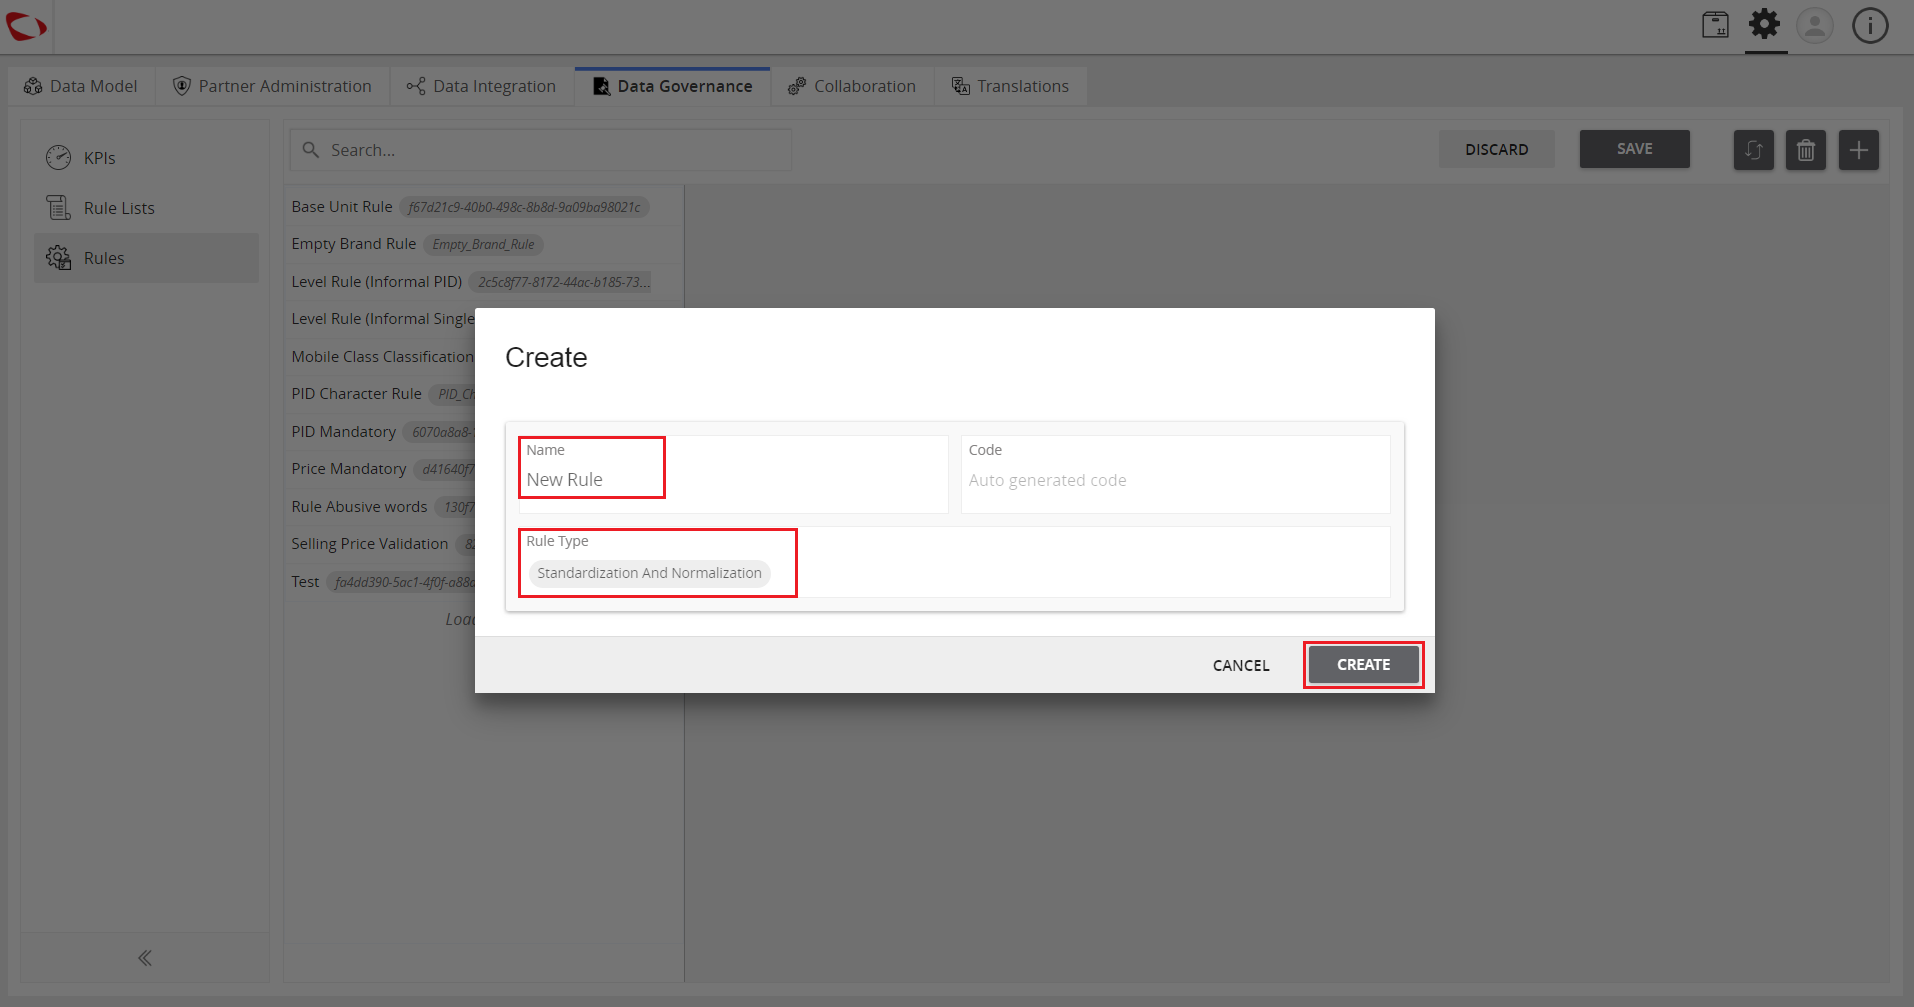 Data Model
Partner Administration
Data Integration
Data Governance
Collaboration
Translations
KPIs
Rule Lists
Rules
Search...
DISCARD
SAVE
Base Unit Rule f67d21c9-40b0-498c-8b8d-9a09ba98021c
Empty Brand Rule Empty_Brand_Rule
Level Rule (Informal PID) 2c5c8f77-8172-44ac-b185-73...
Level Rule (Informal Single
Mobile Class Classification
PID Character Rule PID_Ch
PID Mandatory 6070a8a8-
Price Mandatory d41640f7
Rule Abusive words 130f7
Selling Price Validation 82
Test fa4dd390-5ac1-4f0f-a88d
Load
Create
Name
New Rule
Code
Auto generated code
Rule Type
Standardization And Normalization
CANCEL
CREATE